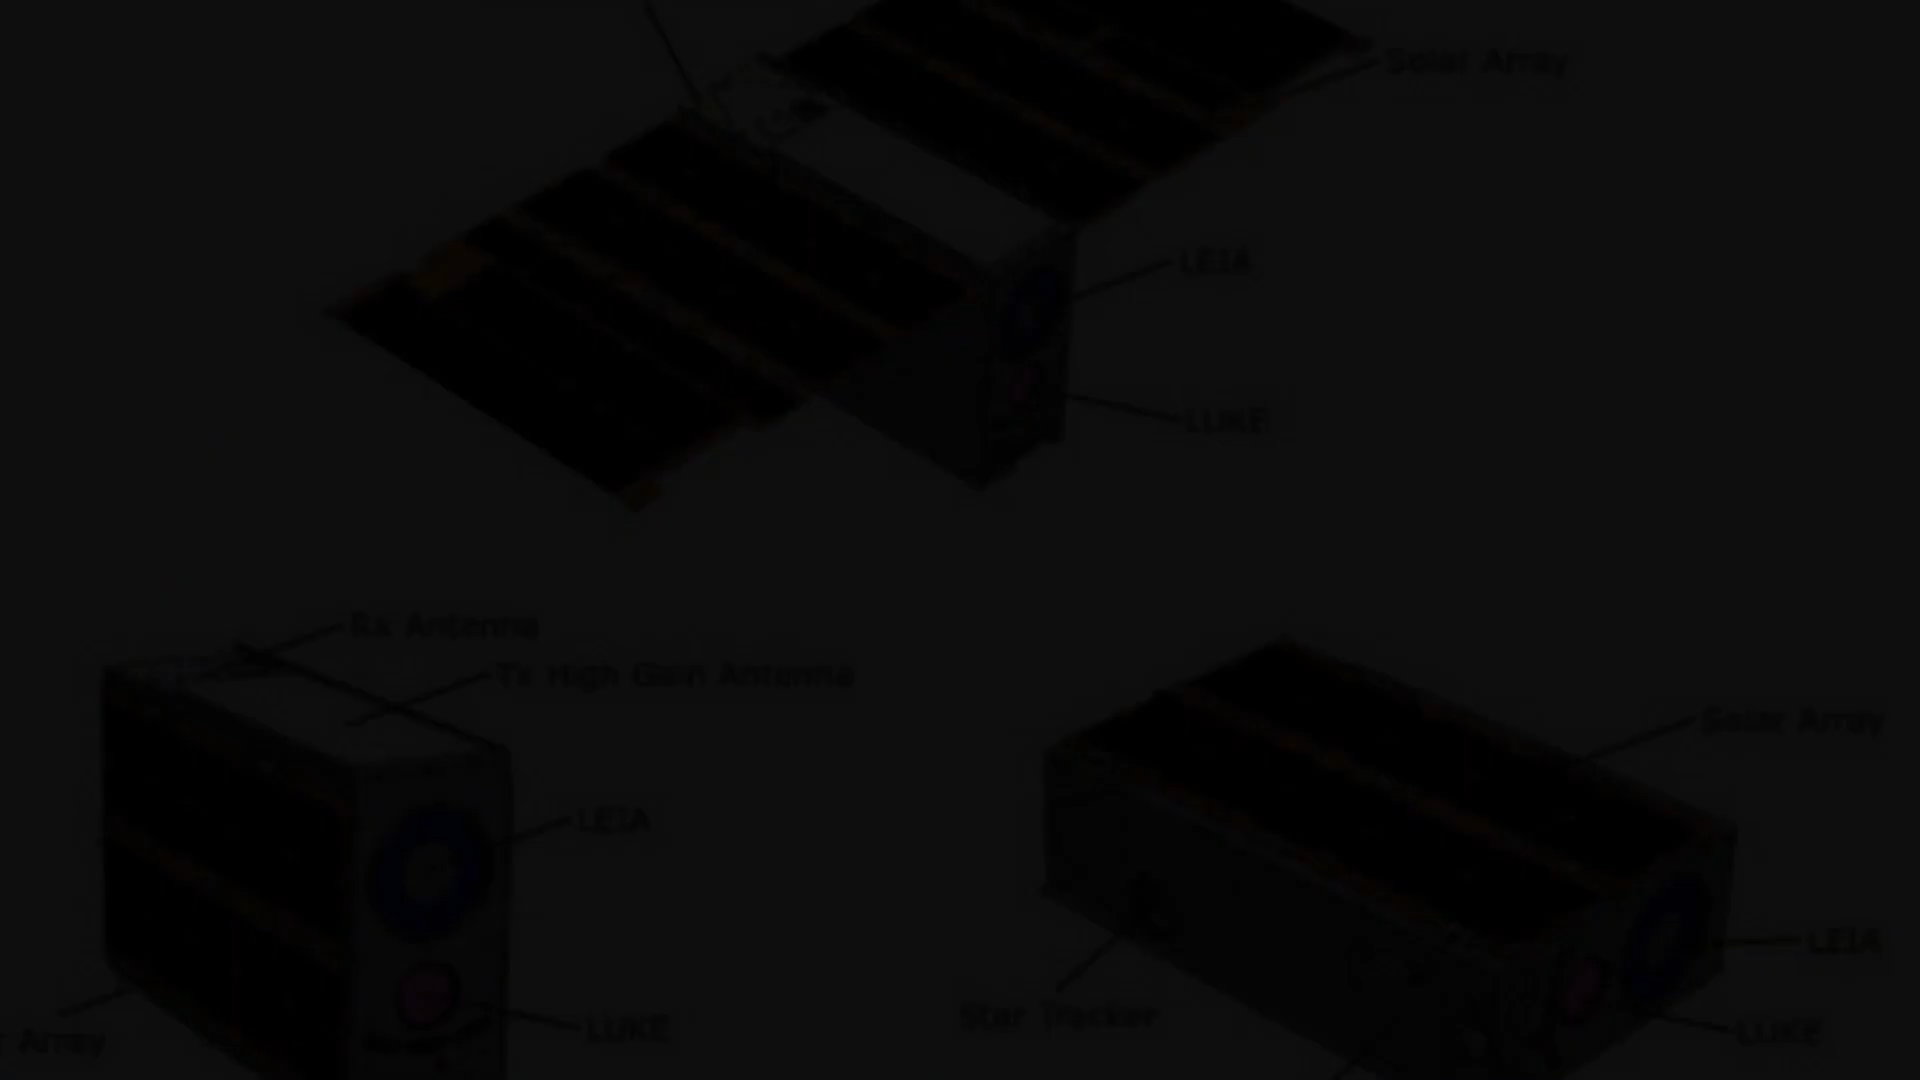 Solar Array
LEIA
LUKE
Rx Antenna
Tx High Gain Antenna
Solar Array
LEIA
LEIA
Star Tracker
LUKE
LUKE
r Array